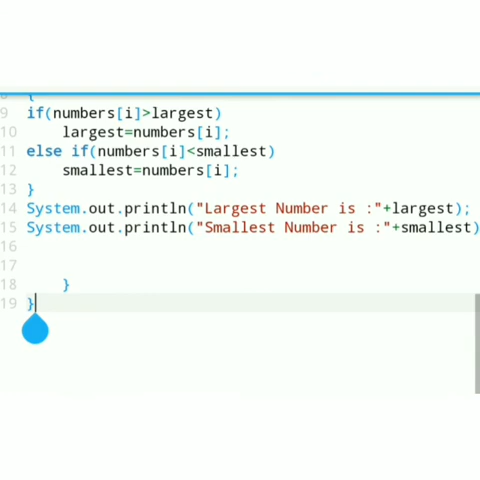 8 {
9 if(numbers[i]>largest)
10 largest=numbers[i];
11 else if(numbers[i]<smallest)
12 smallest=numbers[i];
13 }
14 System.out.println("Largest Number is :"+largest);
15 System.out.println("Smallest Number is :"+smallest)
16
17
18 }
19 }